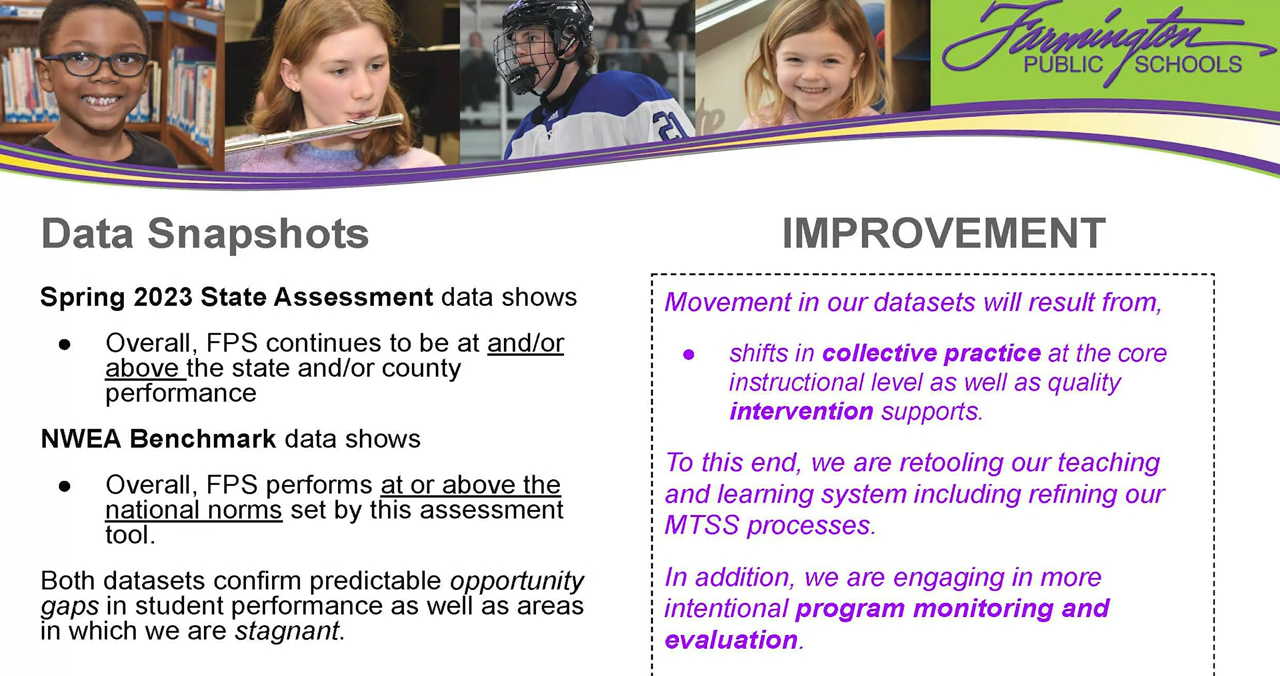 Farmington
PUBLIC SCHOOLS
21
Data Snapshots
Spring 2023 State Assessment data shows
● Overall, FPS continues to be at and/or
above the state and/or county
performance
NWEA Benchmark data shows
● Overall, FPS performs at or above the
national norms set by this assessment
tool.
Both datasets confirm predictable opportunity
gaps in student performance as well as areas
in which we are stagnant.
IMPROVEMENT
Movement in our datasets will result from,
● shifts in collective practice at the core
instructional level as well as quality
intervention supports.
To this end, we are retooling our teaching
and learning system including refining our
MTSS processes.
In addition, we are engaging in more
intentional program monitoring and
evaluation.